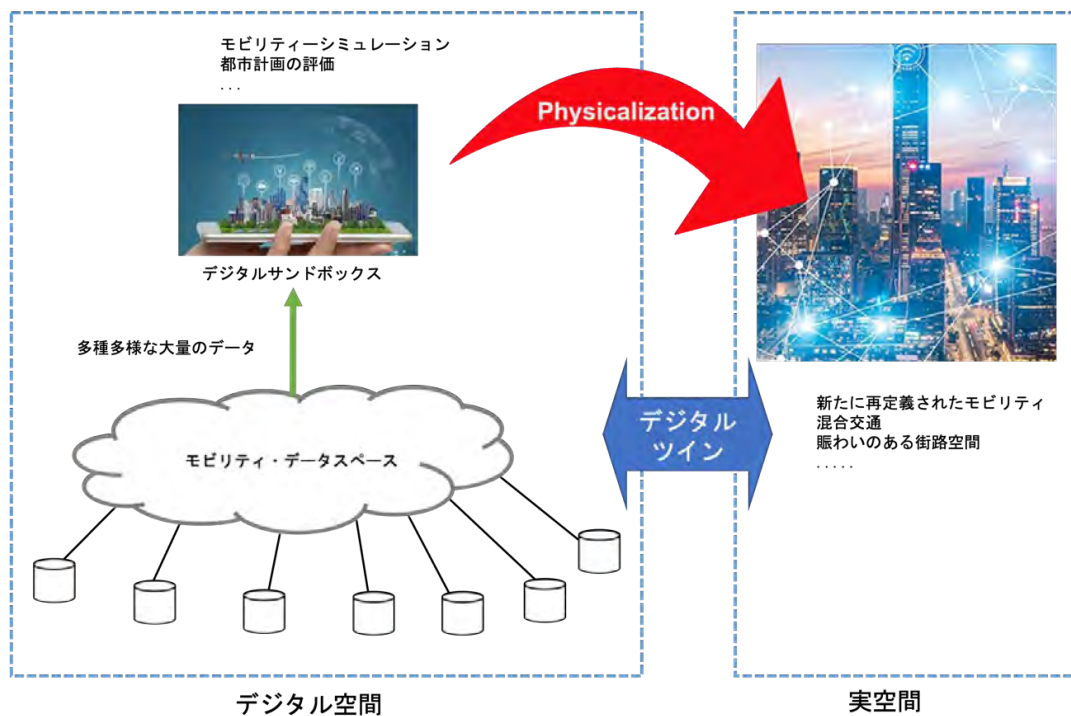 モビリティーシミュレーション
都市計画の評価
. . .
Physicalization
デジタルサンドボックス
多種多様な大量のデータ
モビリティ・データスペース
デジタル
ツイン
新たに再定義されたモビリティ
混合交通
賑わいのある街路空間
. . . . .
デジタル空間
実空間